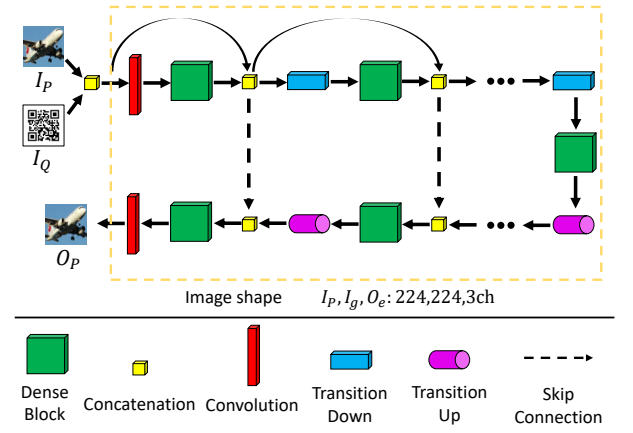 I_P
I_Q
O_P
Image shape I_P, I_g, O_e: 224,224,3ch
Dense Block
Concatenation
Convolution
Transition Down
Transition Up
Skip Connection